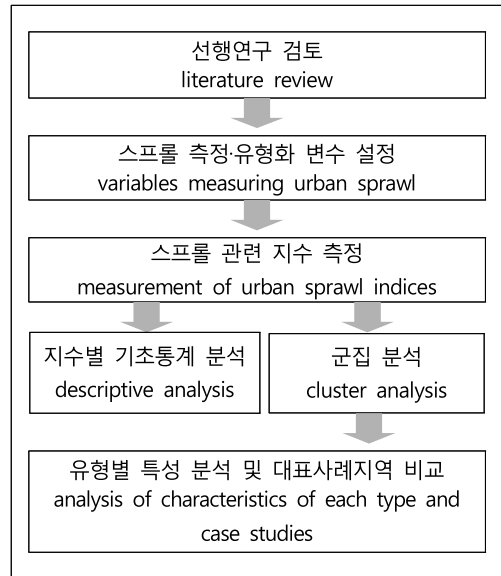 선행연구 검토
literature review
스프롤 측정·유형화 변수 설정
variables measuring urban sprawl
스프롤 관련 지수 측정
measurement of urban sprawl indices
지수별 기초통계 분석
descriptive analysis
군집 분석
cluster analysis
유형별 특성 분석 및 대표사례지역 비교
analysis of characteristics of each type and
case studies